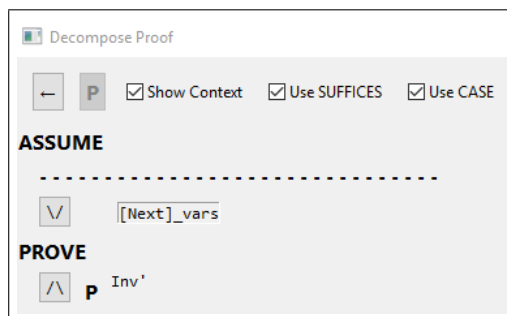 Decompose Proof
← P Show Context Use SUFFICES Use CASE
ASSUME
- - - - - - - - - - - - - - - - - - - - - - - - - - - - - - -
\/ [Next]_vars
PROVE
/\ P Inv'